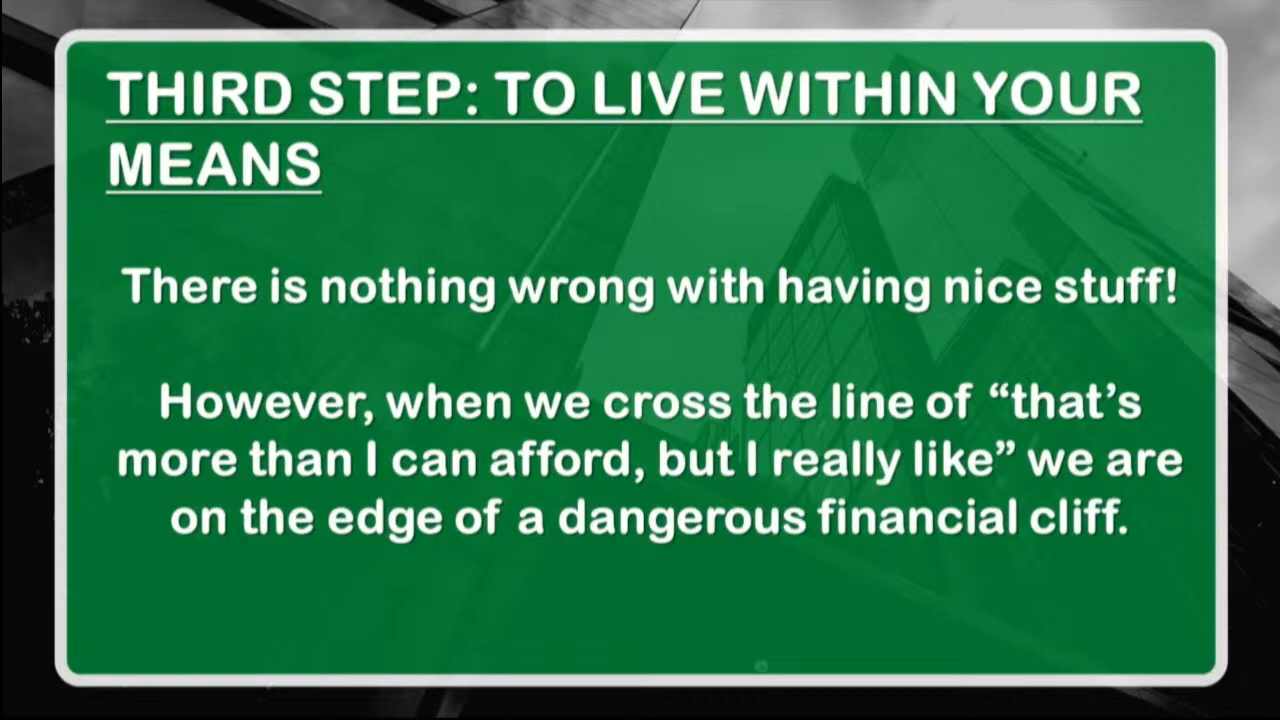 THIRD STEP: TO LIVE WITHIN YOUR
MEANS
There is nothing wrong with having nice stuff!
However, when we cross the line of “that’s
more than I can afford, but I really like” we are
on the edge of a dangerous financial cliff.